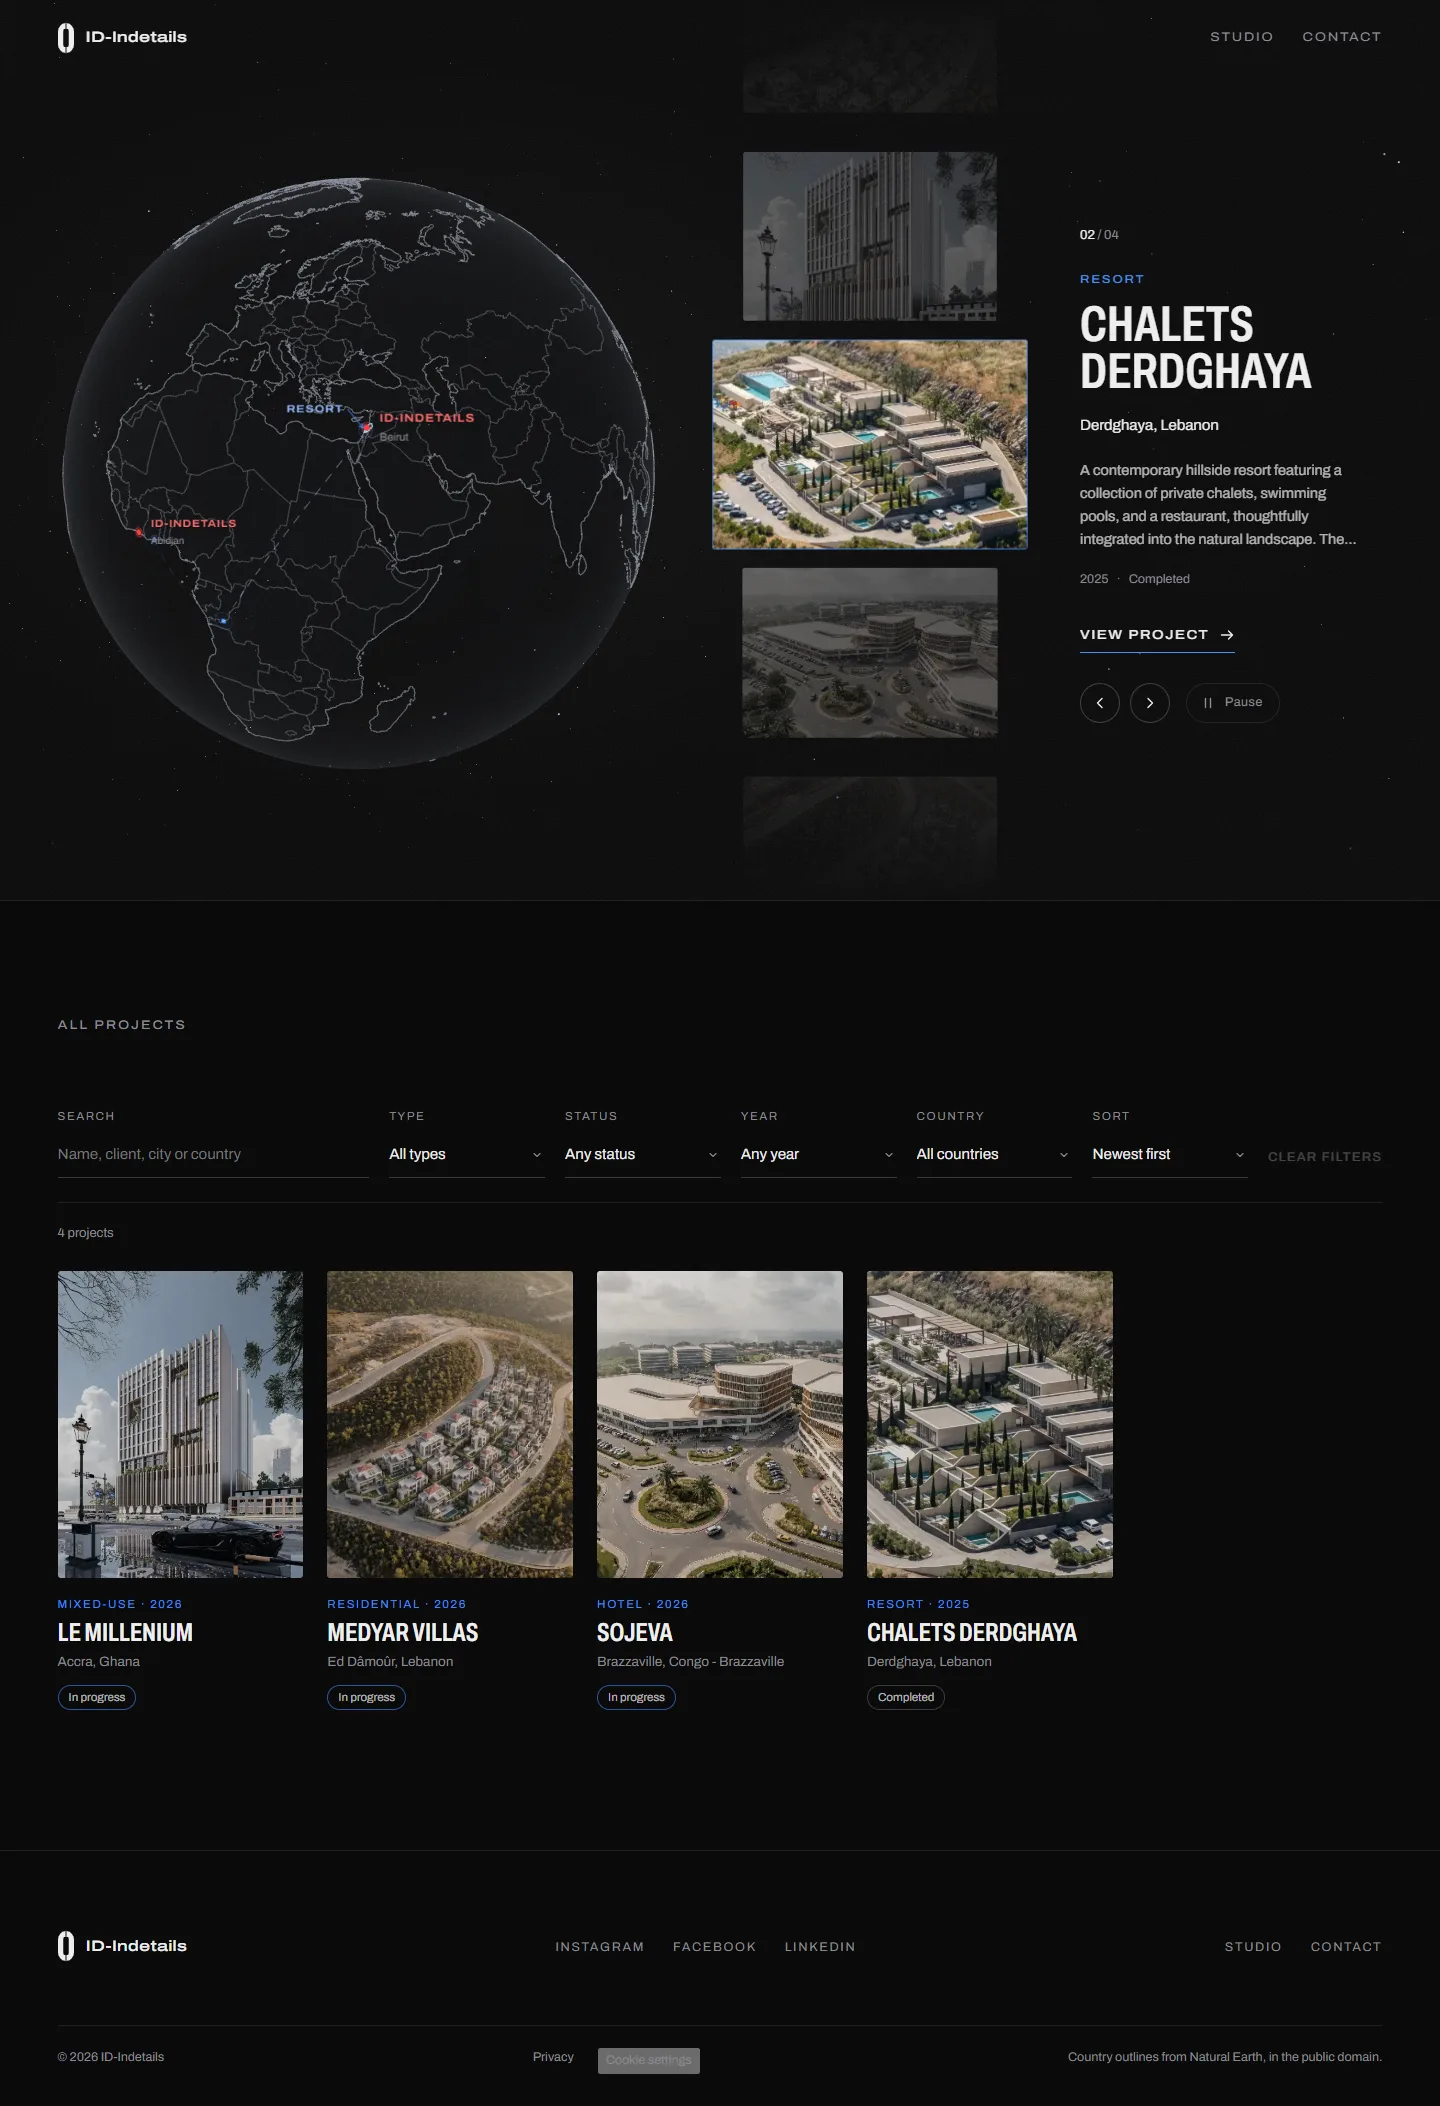 ID-Indetails
STUDIO CONTACT
RESORT
ID-INDETAILS
Beirut
ID-INDETAILS
Abidjan
02 / 04
RESORT
CHALETS
DERDGHAYA
Derdghaya, Lebanon
A contemporary hillside resort featuring a
collection of private chalets, swimming
pools, and a restaurant, thoughtfully
integrated into the natural landscape. The...
2025 · Completed
VIEW PROJECT →
Pause
ALL PROJECTS
SEARCH TYPE STATUS YEAR COUNTRY SORT
Name, client, city or country All types Any status Any year All countries Newest first CLEAR FILTERS
4 projects
MIXED-USE · 2026
LE MILLENIUM
Accra, Ghana
In progress
RESIDENTIAL · 2026
MEDYAR VILLAS
Ed Dâmoûr, Lebanon
In progress
HOTEL · 2026
SOJEVA
Brazzaville, Congo - Brazzaville
In progress
RESORT · 2025
CHALETS DERDGHAYA
Derdghaya, Lebanon
Completed
ID-Indetails
INSTAGRAM FACEBOOK LINKEDIN
STUDIO CONTACT
© 2026 ID-Indetails
Privacy Cookie settings
Country outlines from Natural Earth, in the public domain.